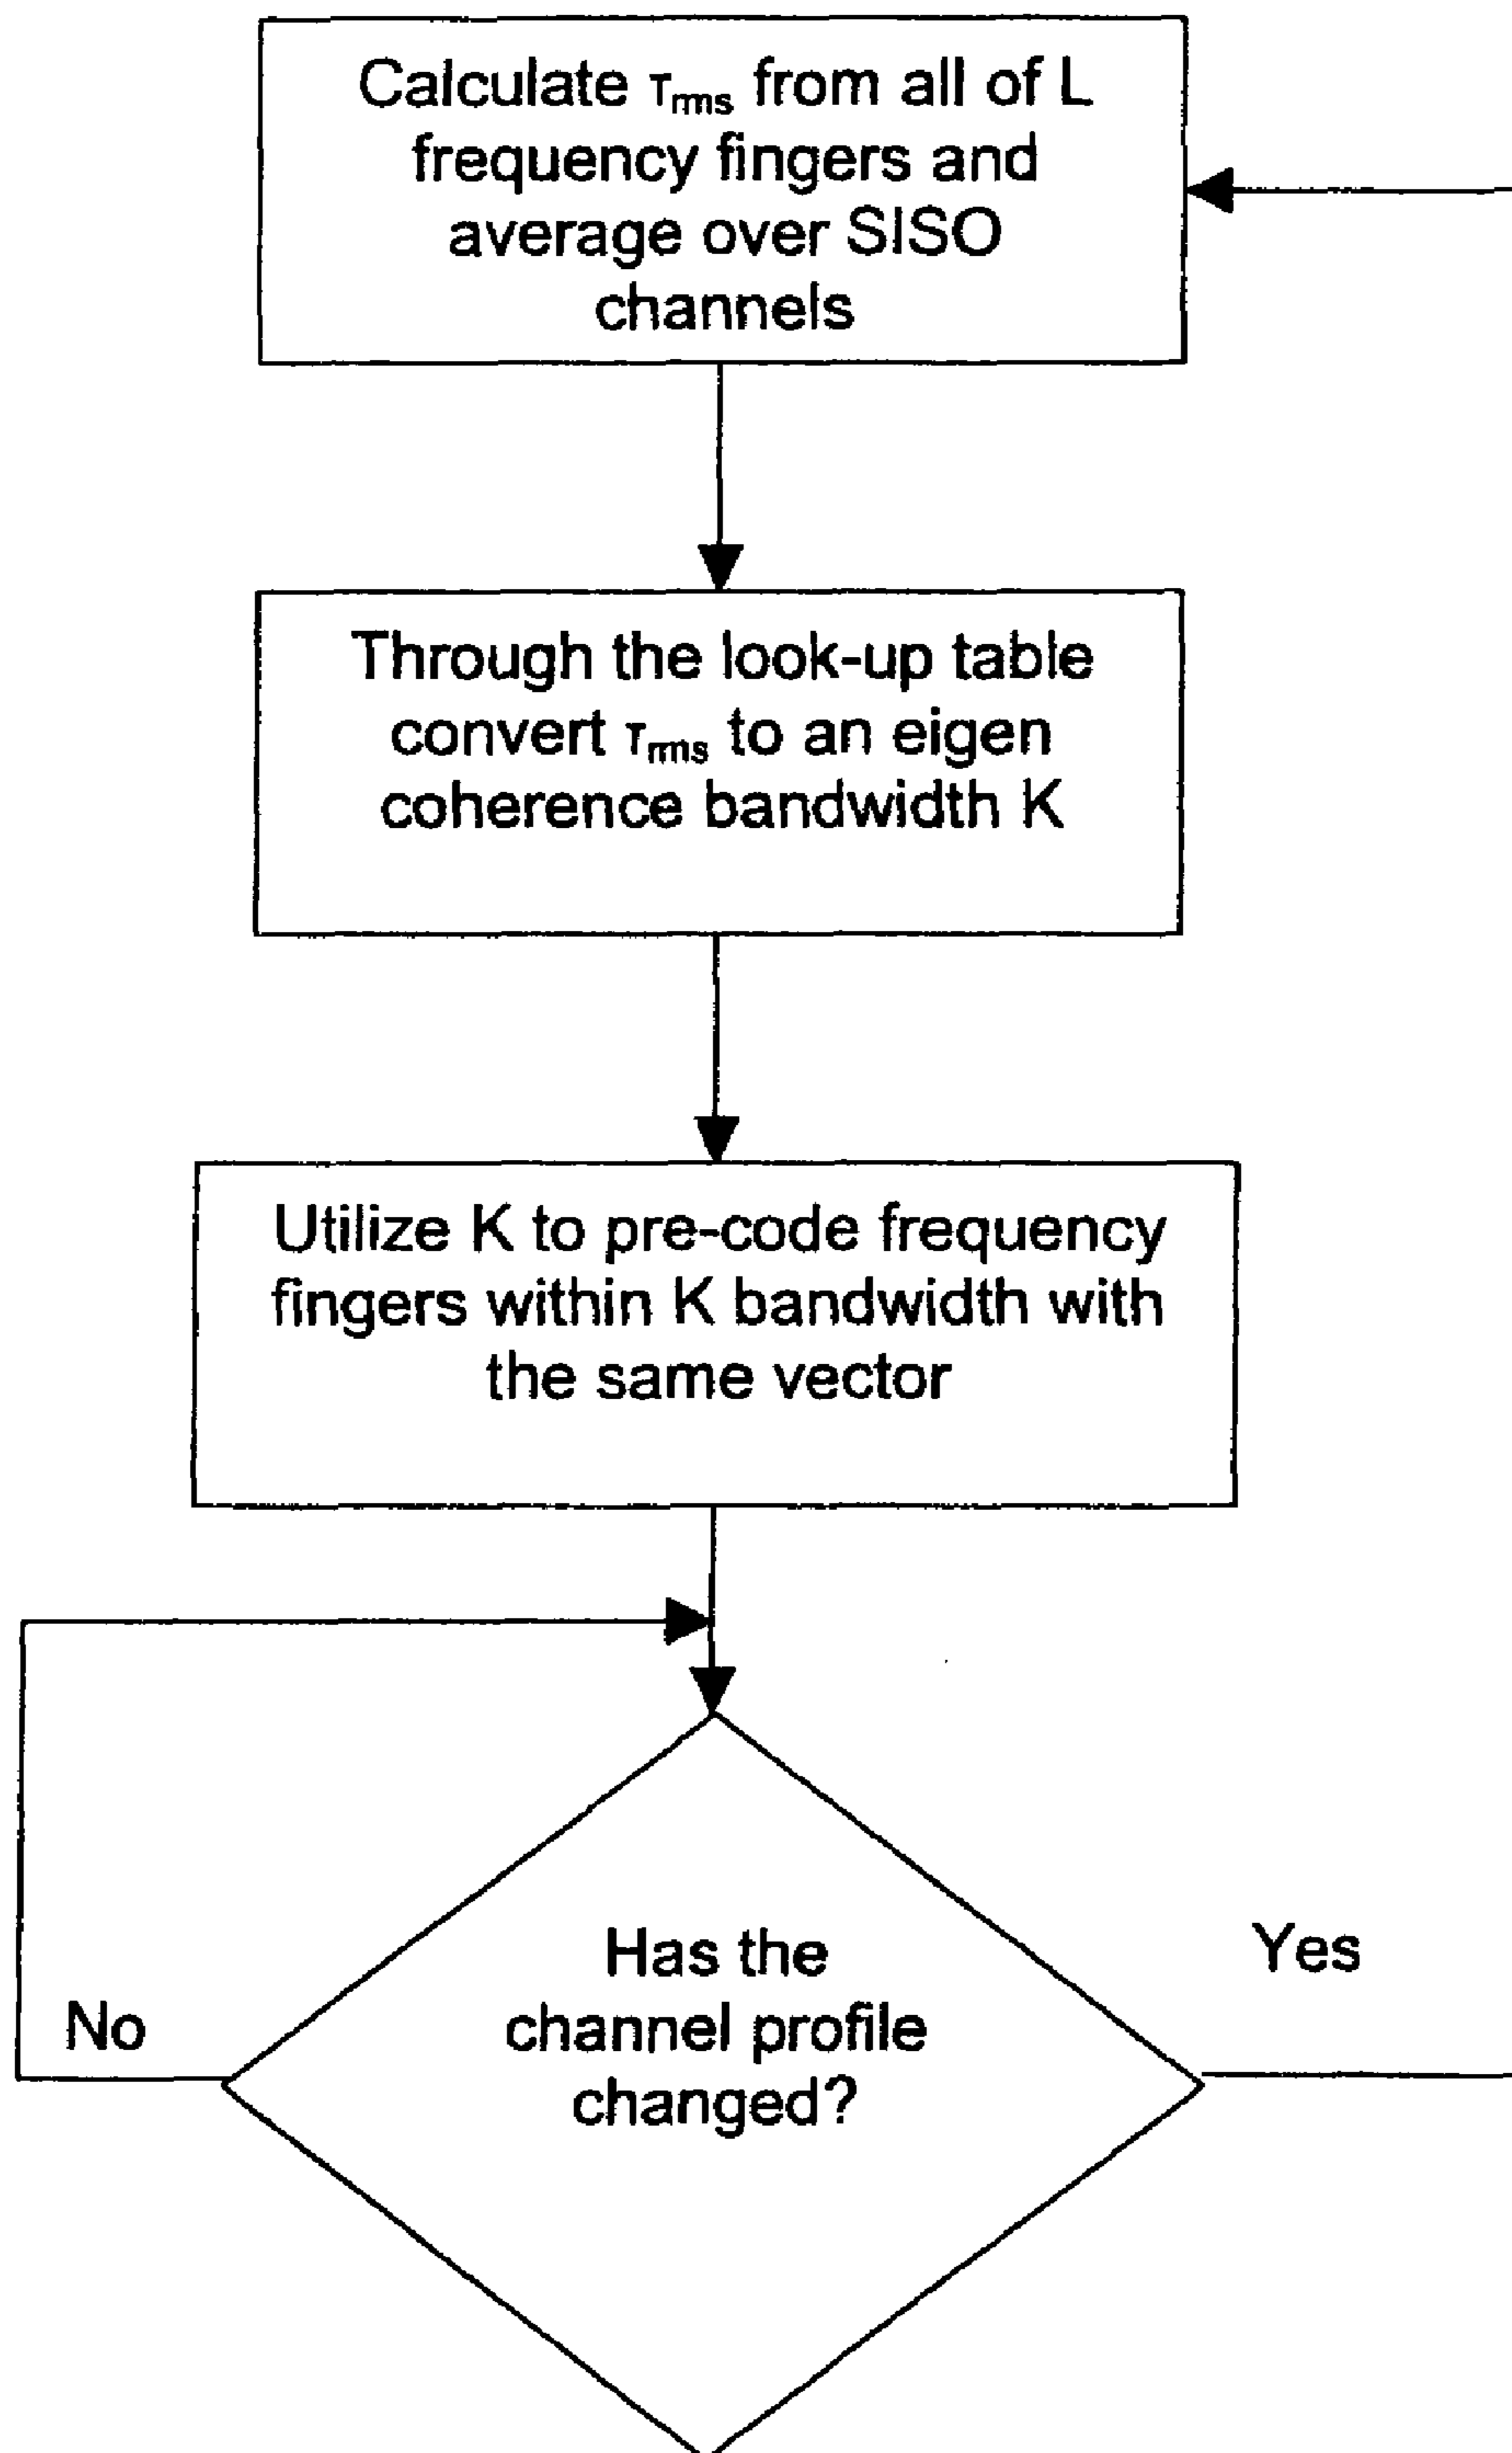 Calculate τrms from all of L
frequency fingers and
average over SISO
channels
Through the look-up table
convert τrms to an eigen
coherence bandwidth K
Utilize K to pre-code frequency
fingers within K bandwidth with
the same vector
Has the
channel profile
changed?
Yes
No